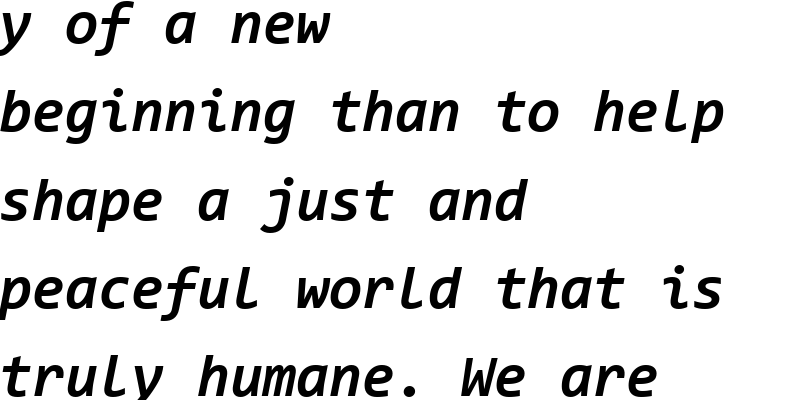 y of a new
beginning than to help
shape a just and
peaceful world that is
truly humane. We are